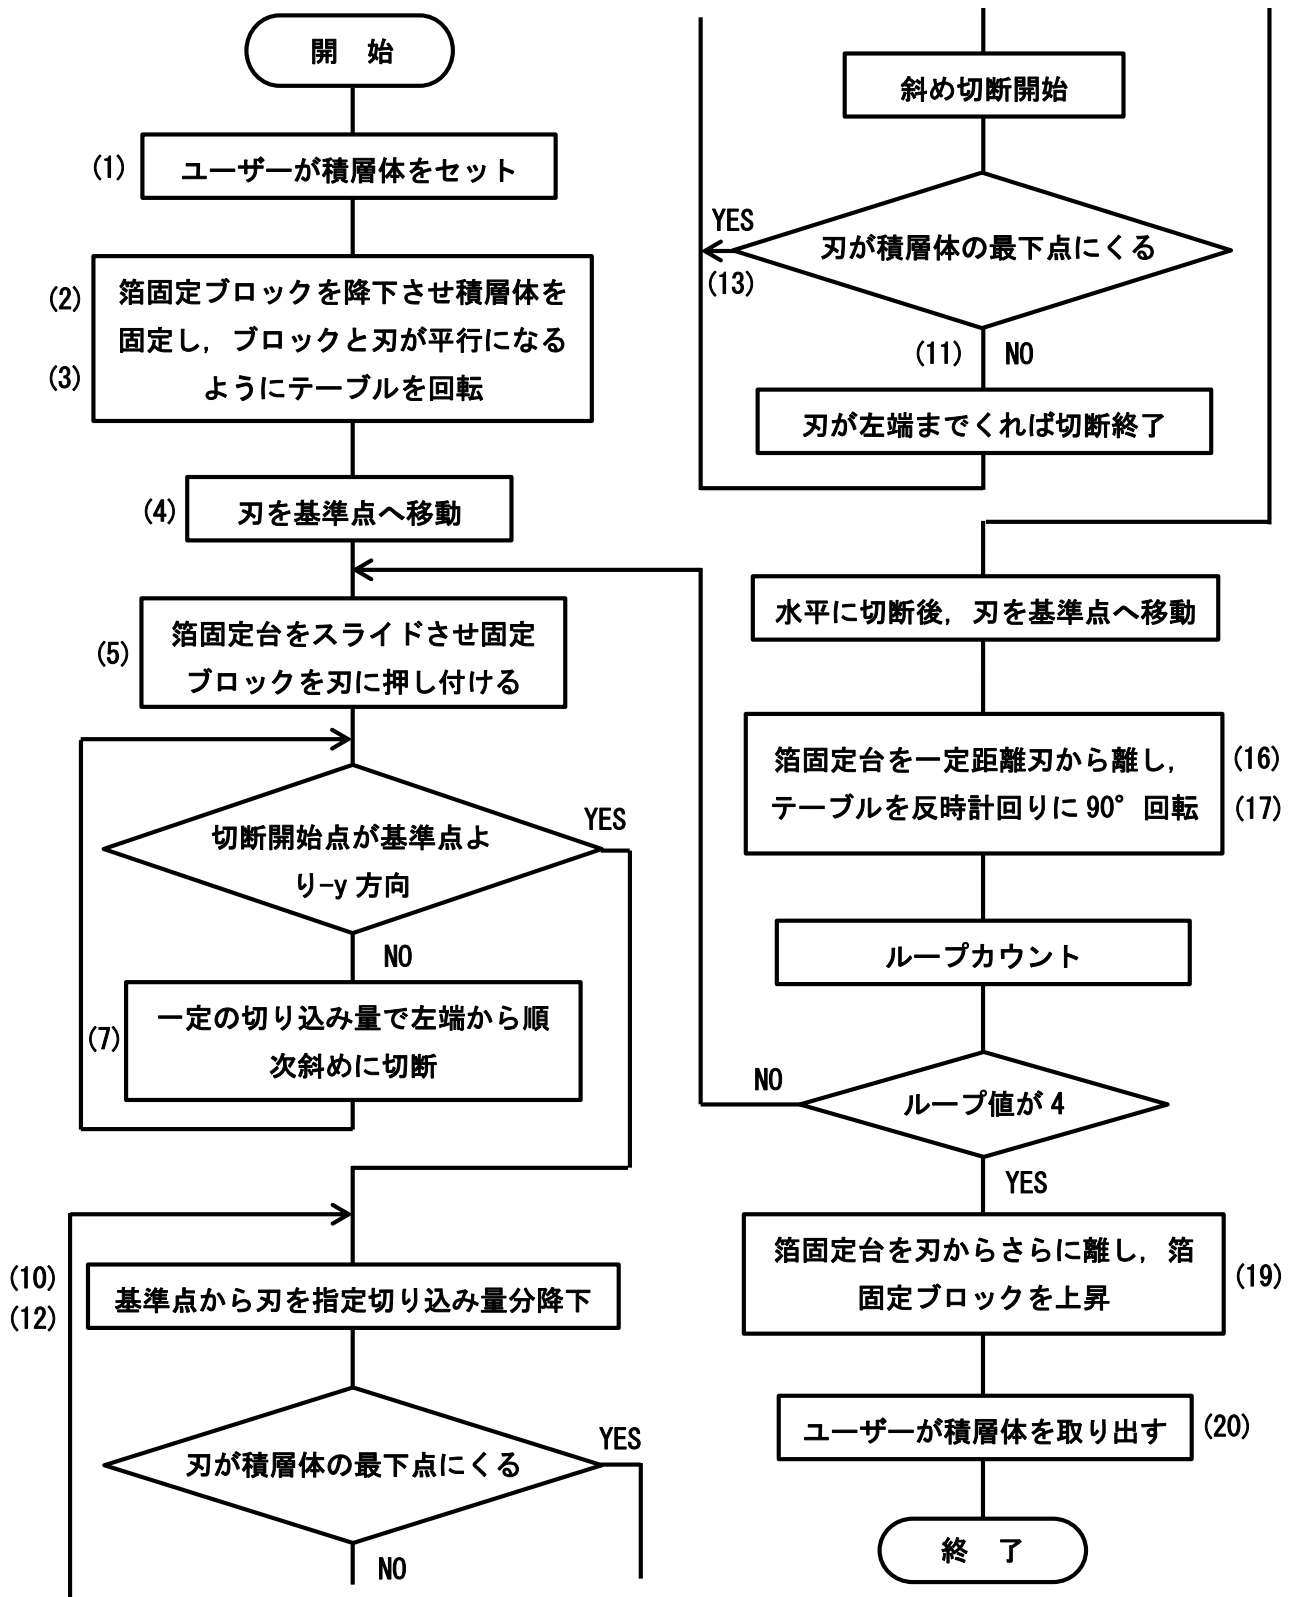 開　始
(1)
ユーザーが積層体をセット
(2)
(3)
箔固定ブロックを降下させ積層体を
固定し，ブロックと刃が平行になる
ようにテーブルを回転
(4)
刃を基準点へ移動
(5)
箔固定台をスライドさせ固定
ブロックを刃に押し付ける
切断開始点が基準点よ
り-y 方向
YES
NO
(7)
一定の切り込み量で左端から順
次斜めに切断
(10)
(12)
基準点から刃を指定切り込み量分降下
刃が積層体の最下点にくる
YES
NO
斜め切断開始
YES
(13)
刃が積層体の最下点にくる
(11)
NO
刃が左端までくれば切断終了
水平に切断後，刃を基準点へ移動
箔固定台を一定距離刃から離し，
テーブルを反時計回りに 90° 回転
(16)
(17)
ループカウント
NO
ループ値が 4
YES
箔固定台を刃からさらに離し，箔
固定ブロックを上昇
(19)
ユーザーが積層体を取り出す
(20)
終　了